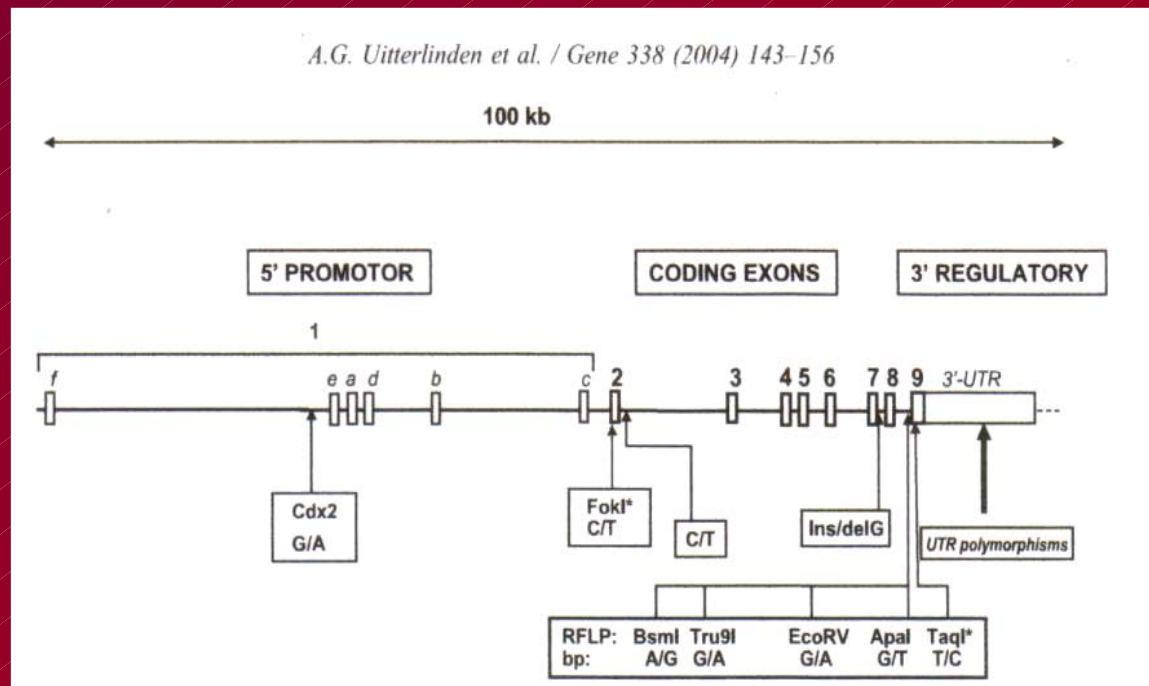 A.G. Uitterlinden et al. / Gene 338 (2004) 143–156
100 kb
5' PROMOTOR CODING EXONS 3' REGULATORY
1
f e a d b c 2 3 4 5 6 7 8 9 3'-UTR
Cdx2
G/A
FokI*
C/T
C/T
Ins/delG
UTR polymorphisms
RFLP: BsmI Tru9I EcoRV ApaI TaqI*
bp: A/G G/A G/A G/T T/C